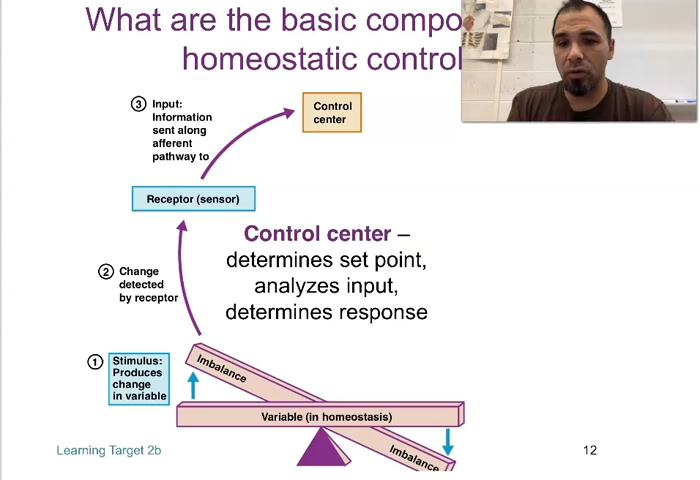 What are the basic compo
homeostatic control
③ Input:
Information
sent along
afferent
pathway to
Control
center
Receptor (sensor)
Control center –
determines set point,
analyzes input,
determines response
② Change
detected
by receptor
① Stimulus:
Produces
change
in variable
Imbalance
Variable (in homeostasis)
Imbalance
Learning Target 2b
12